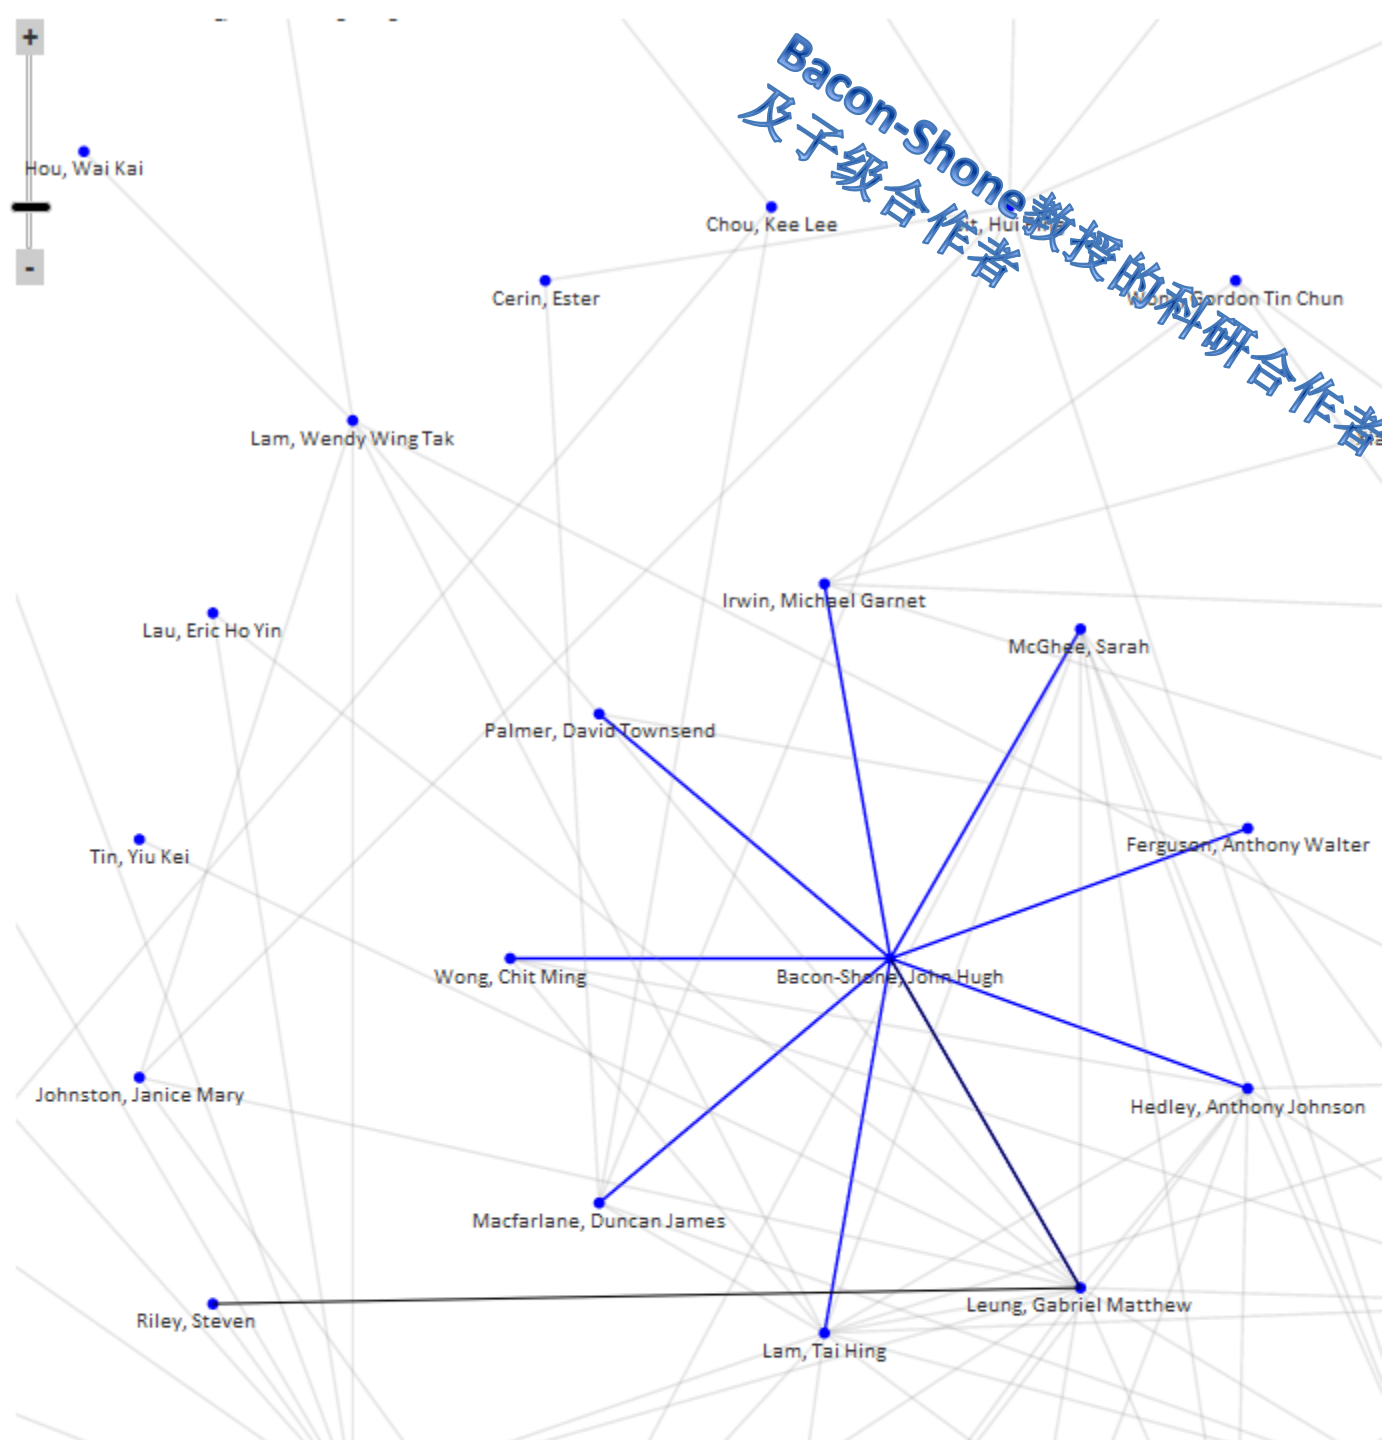 +
-
Bacon-Shone教授的科研合作者
及子级合作者
Hou, Wai Kai
Chou, Kee Lee
Cerin, Ester
Gordon Tin Chun
Lam, Wendy Wing Tak
Irwin, Michael Garnet
Lau, Eric Ho Yin
McGhee, Sarah
Palmer, David Townsend
Ferguson, Anthony Walter
Tin, Yiu Kei
Wong, Chit Ming
Bacon-Shone, John Hugh
Johnston, Janice Mary
Hedley, Anthony Johnson
Macfarlane, Duncan James
Leung, Gabriel Matthew
Riley, Steven
Lam, Tai Hing